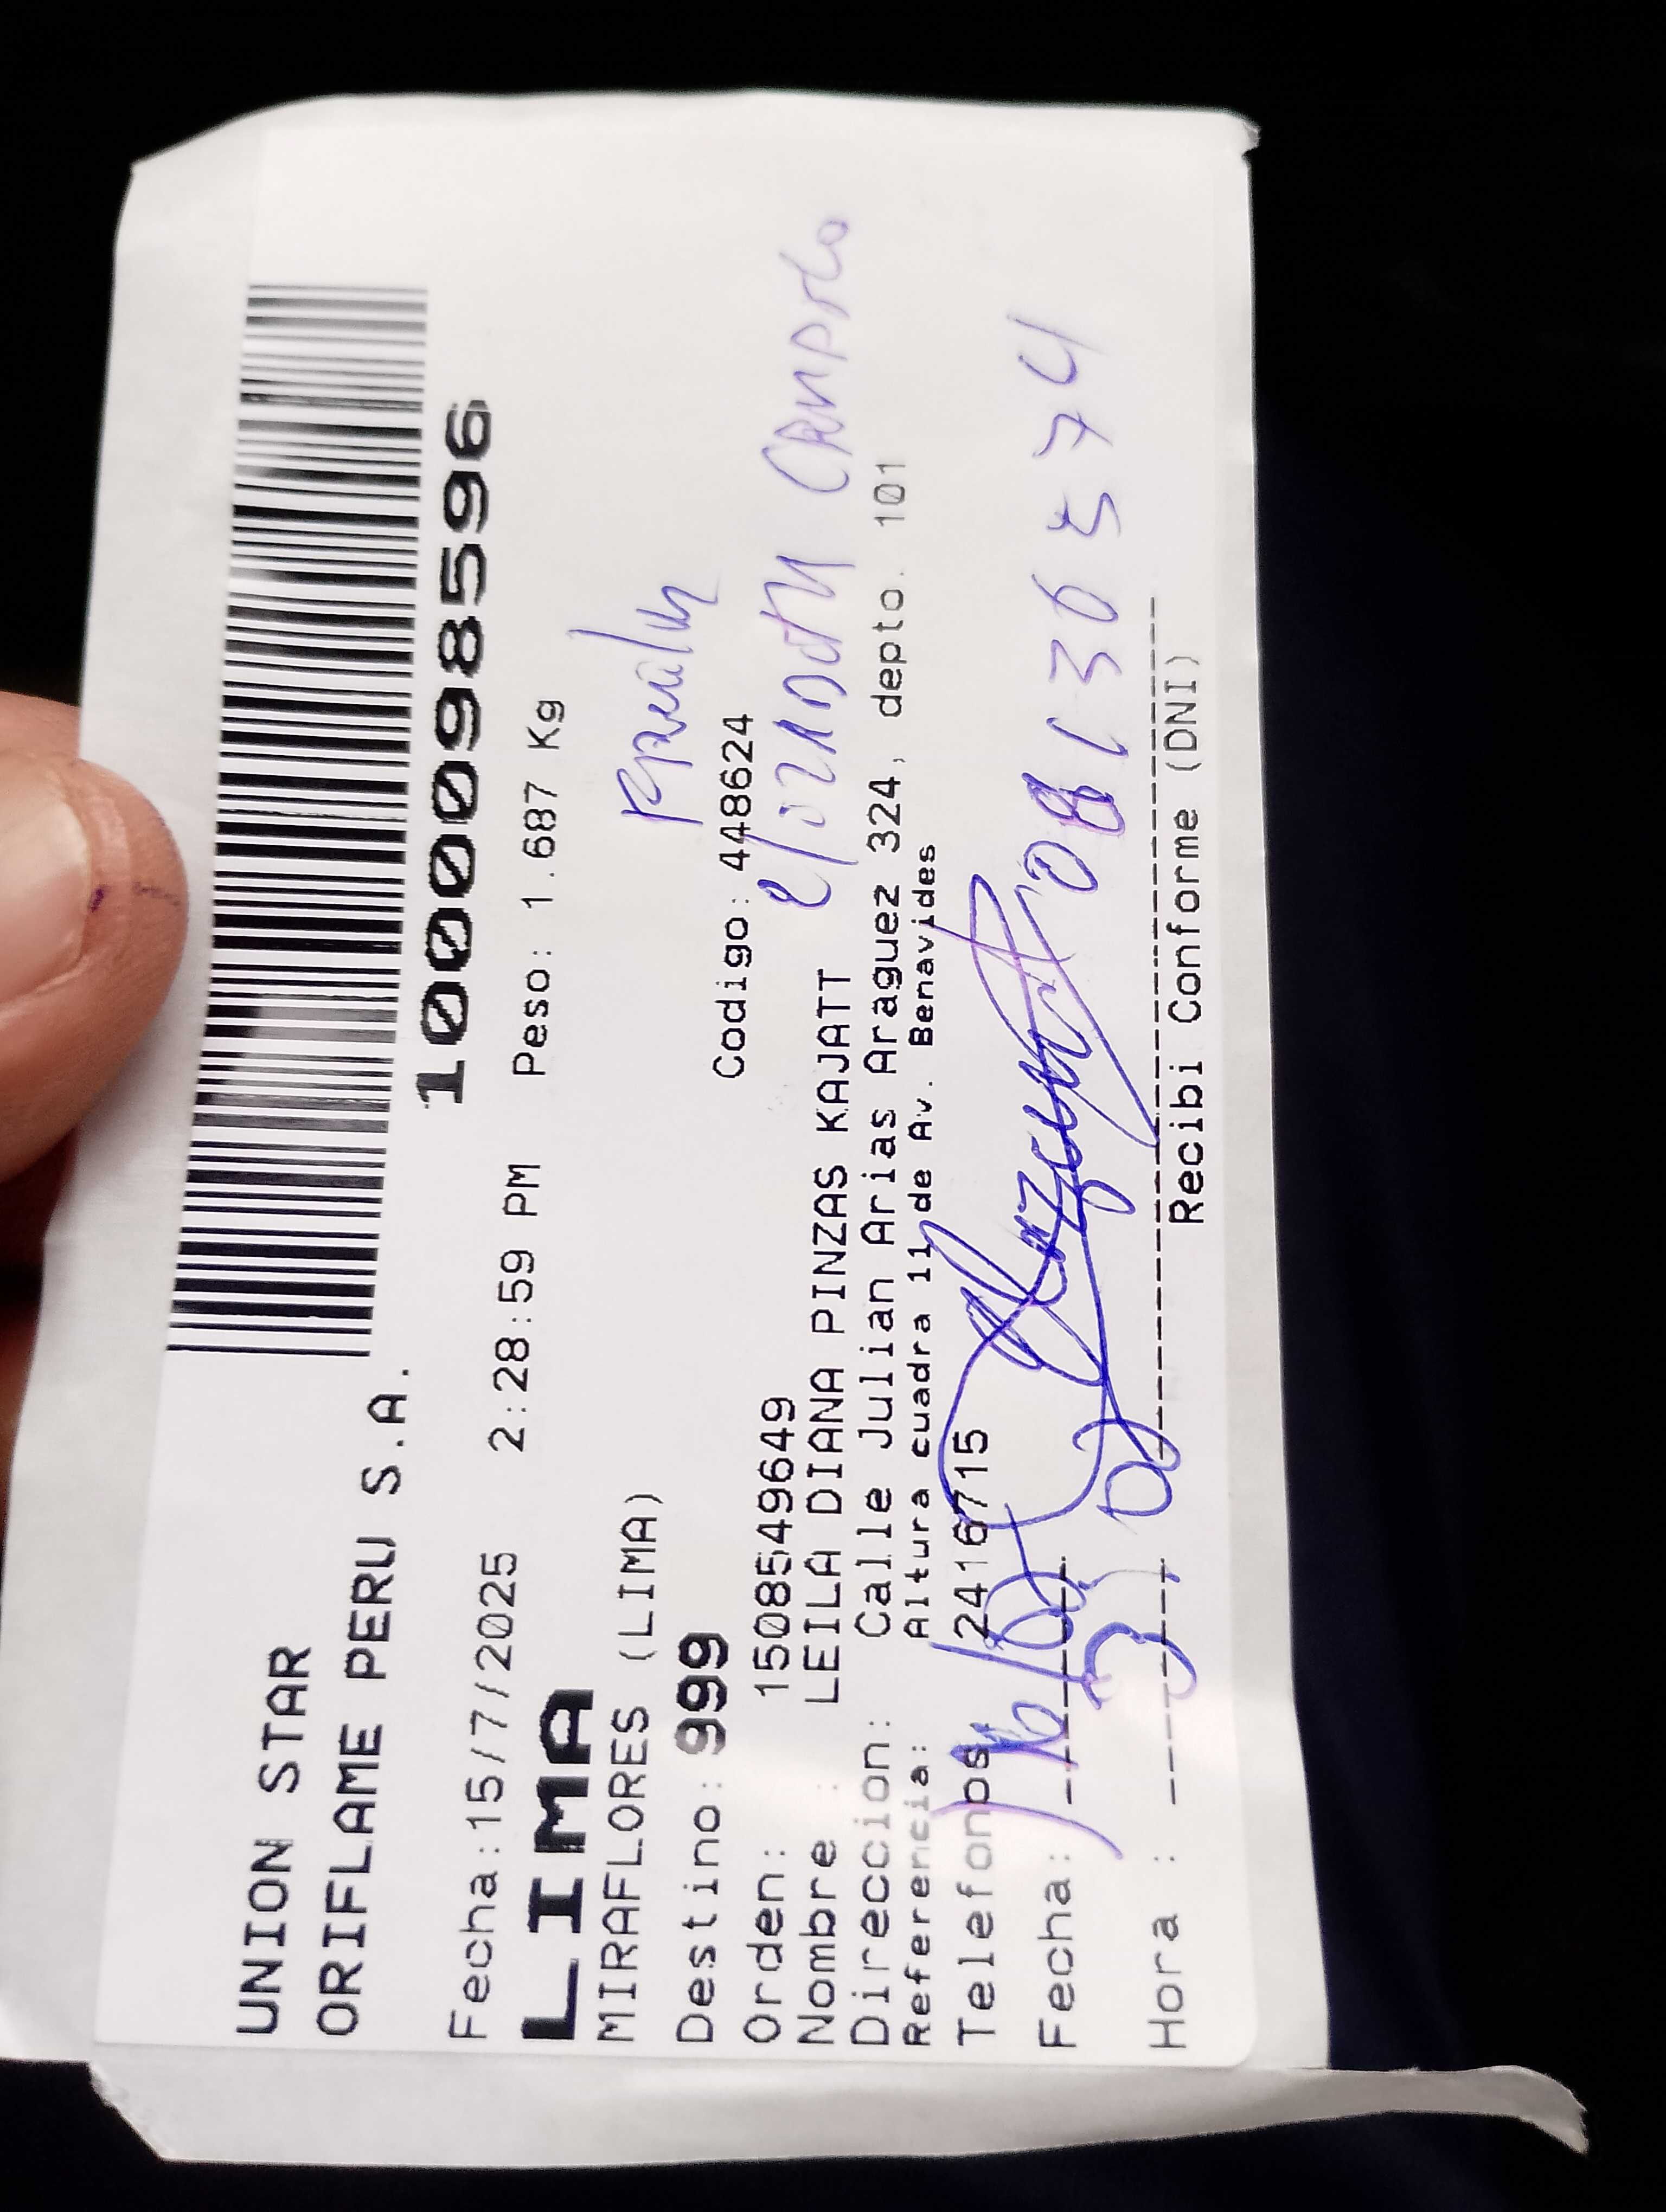 UNION STAR
ORIFLAME PERU S.A.
1000098596
Fecha:15/7/2025 2:28:59 PM Peso: 1.687 Kg
LIMA
MIRAFLORES (LIMA)
Destino: 999 Codigo: 448624
Orden: 1508549649
Nombre : LEILA DIANA PINZAS KAJATT
Direccion: Calle Julian Arias Araguez 324, depto. 101
Referencia: Altura cuadra 11 de Av. Benavides
Telefonos 2416715
Fecha:
Hora :
Recibi Conforme (DNI)